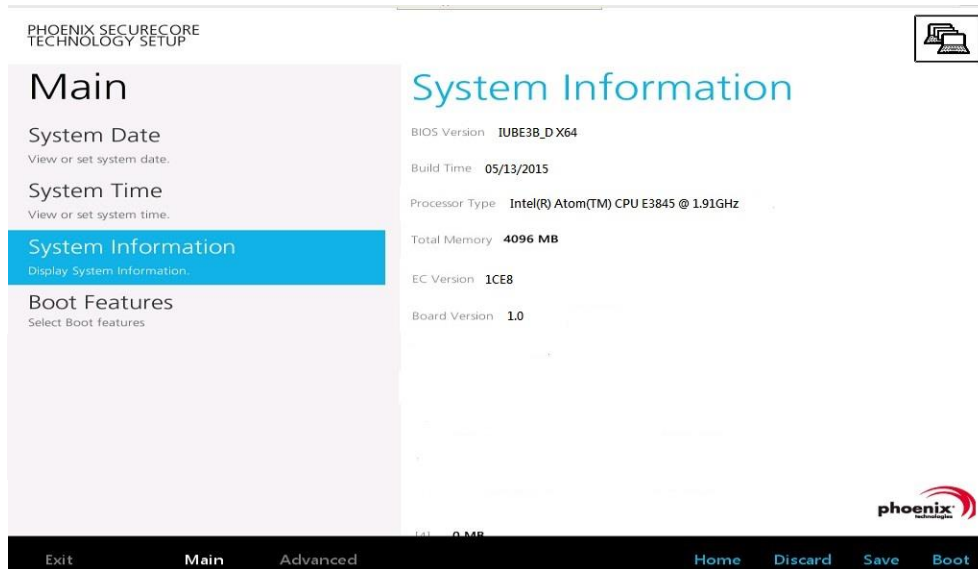 PHOENIX SECURECORE
TECHNOLOGY SETUP
Main
System Date
View or set system date.
System Time
View or set system time.
System Information
Display System Information.
Boot Features
Select Boot features
System Information
BIOS Version IUBE3B_D X64
Build Time 05/13/2015
Processor Type Intel(R) Atom(TM) CPU E3845 @ 1.91GHz
Total Memory 4096 MB
EC Version 1CE8
Board Version 1.0
phoenix
technologies
Exit Main Advanced Home Discard Save Boot